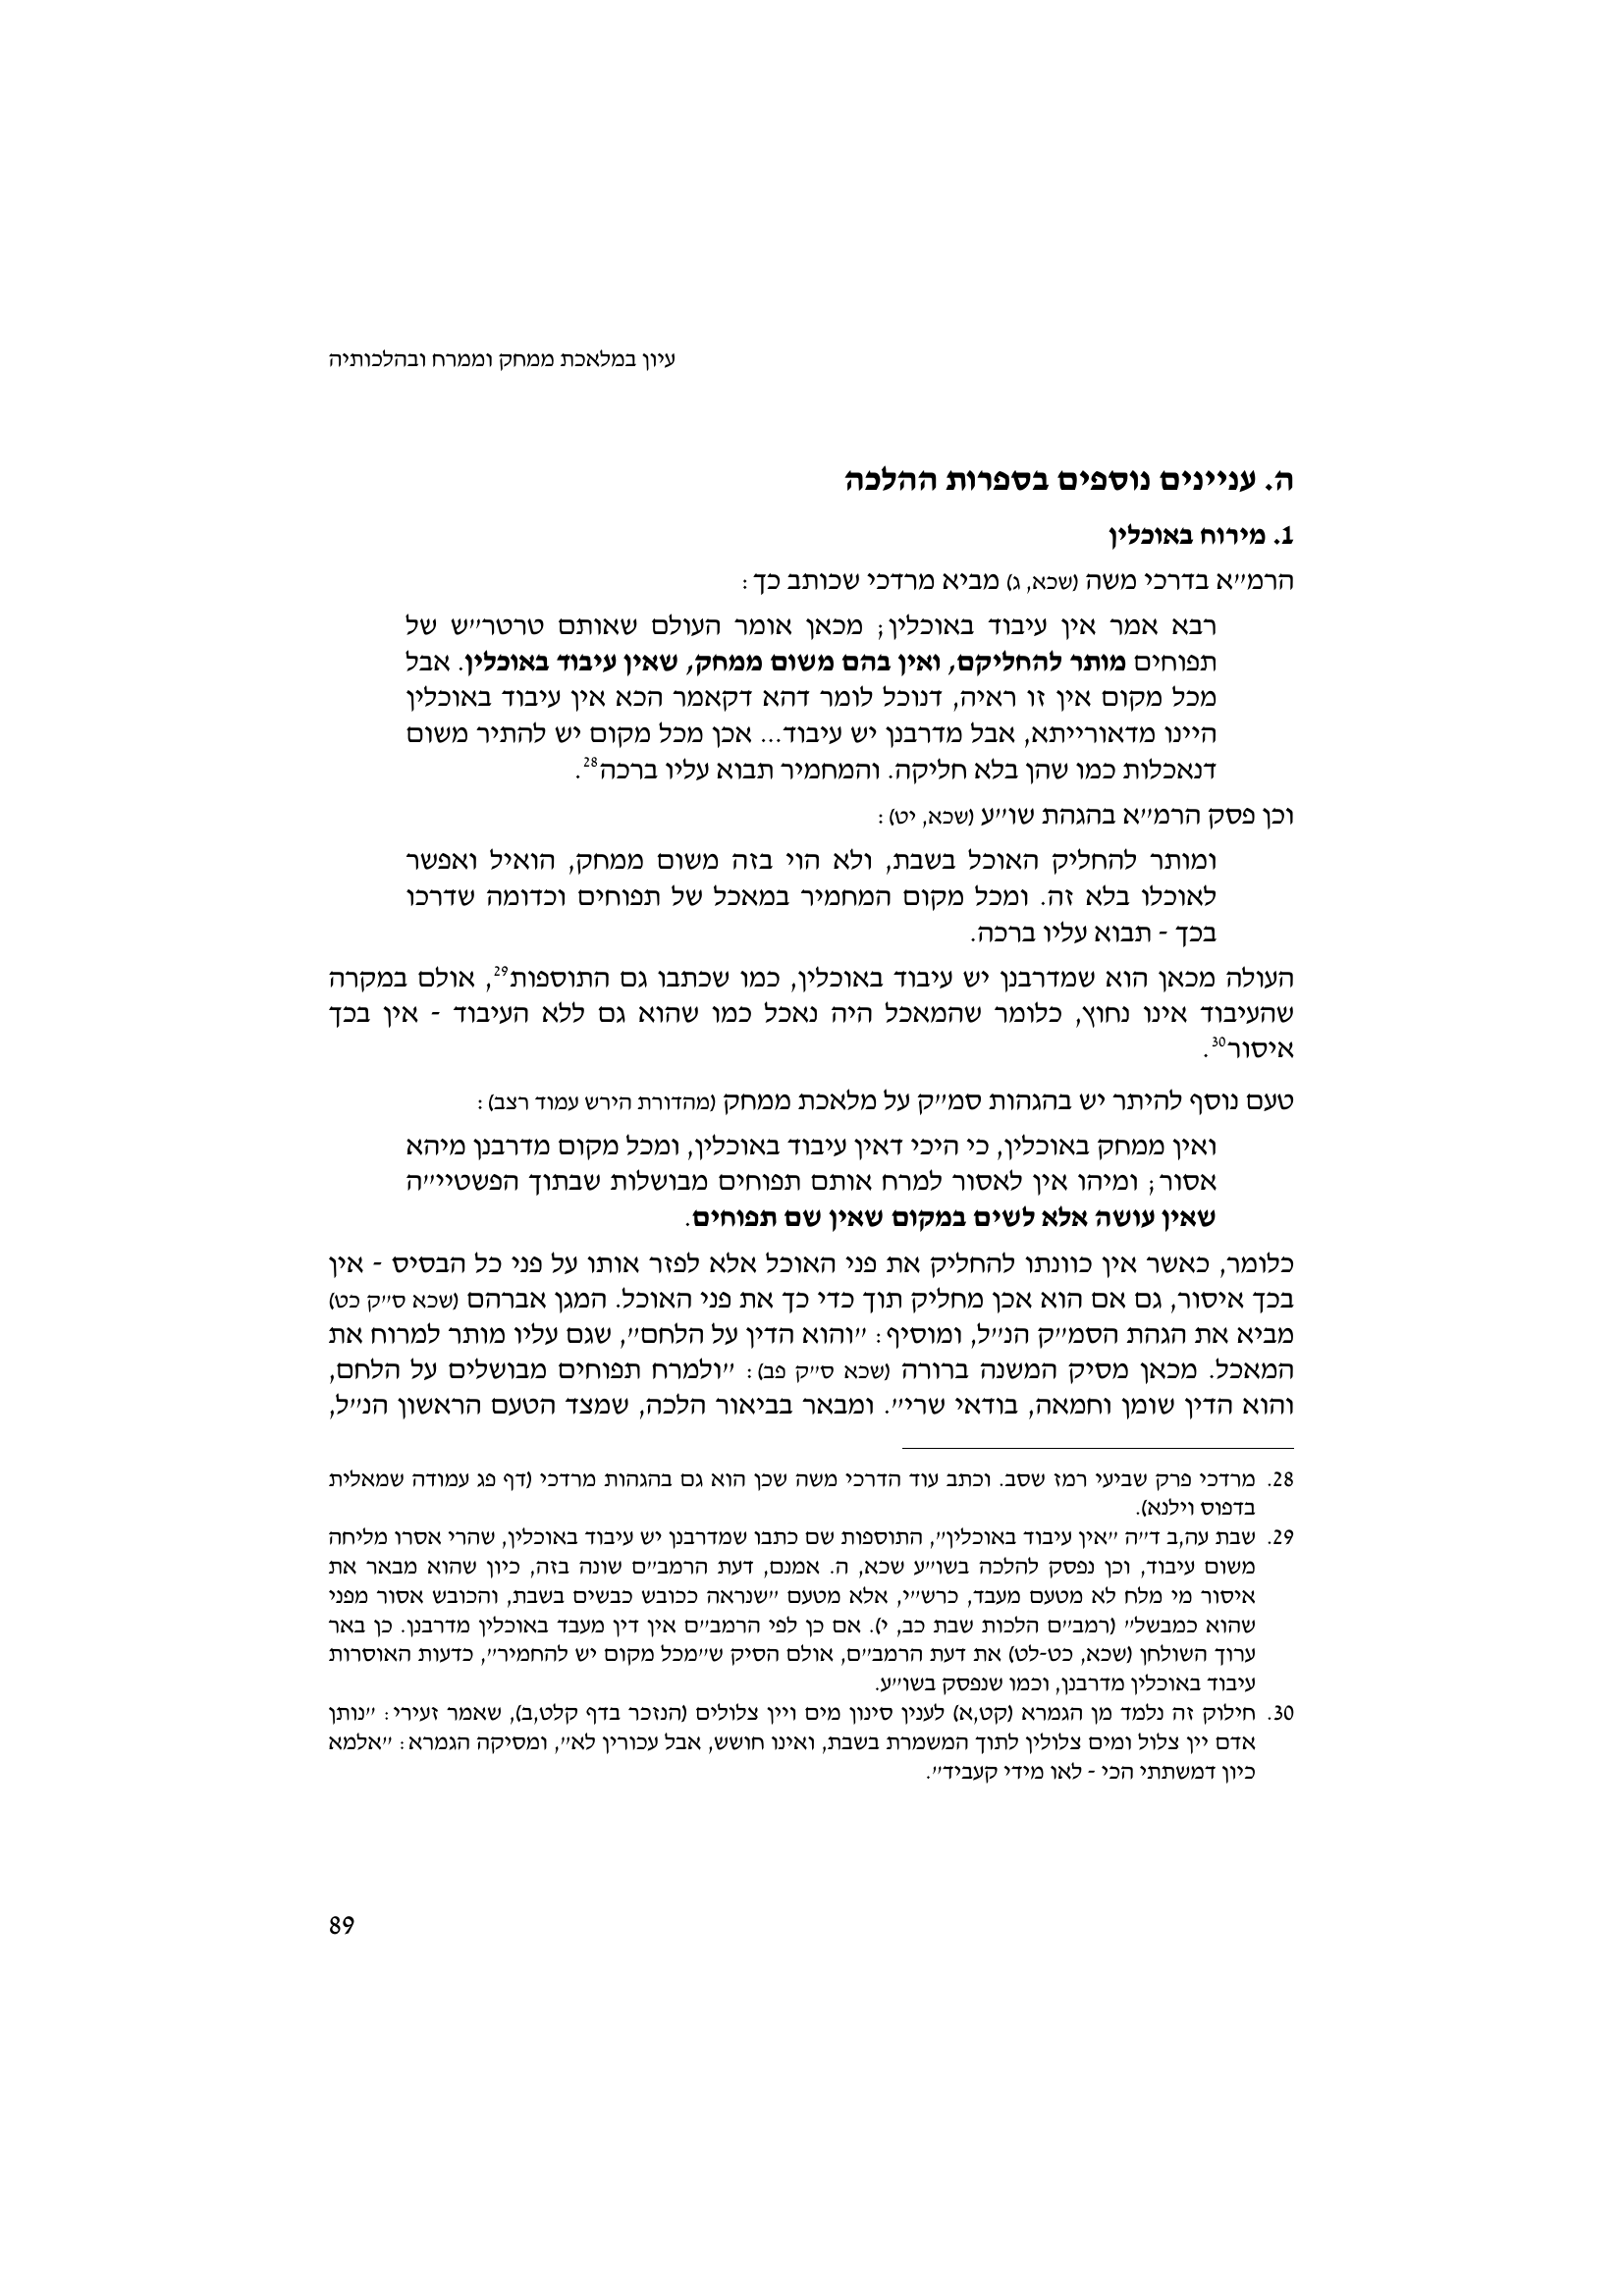 עיון במלאכת ממחק וממרח ובהלכותיה
ה. עניינים נוספים בספרות ההלכה
1. מירוח באוכלין
הרמ״א בדרכי משה (שכא, ג) מביא מרדכי שכותב כך:
רבא אמר אין עיבוד באוכלין; מכאן אומר העולם שאותם טרטר״ש של
תפוחים מותר להחליקם, ואין בהם משום ממחק, שאין עיבוד באוכלין. אבל
מכל מקום אין זו ראיה, דנוכל לומר דהא דקאמר הכא אין עיבוד באוכלין
היינו מדאורייתא, אבל מדרבנן יש עיבוד... אכן מכל מקום יש להתיר משום
דנאכלות כמו שהן בלא חליקה. והמחמיר תבוא עליו ברכה28.
וכן פסק הרמ״א בהגהת שו״ע (שכא, יט):
ומותר להחליק האוכל בשבת, ולא הוי בזה משום ממחק, הואיל ואפשר
לאוכלו בלא זה. ומכל מקום המחמיר במאכל של תפוחים וכדומה שדרכו
בכך - תבוא עליו ברכה.
העולה מכאן הוא שמדרבנן יש עיבוד באוכלין, כמו שכתבו גם התוספות29, אולם במקרה
שהעיבוד אינו נחוץ, כלומר שהמאכל היה נאכל כמו שהוא גם ללא העיבוד - אין בכך
איסור30.
טעם נוסף להיתר יש בהגהות סמ״ק על מלאכת ממחק (מהדורת הירש עמוד רצב):
ואין ממחק באוכלין, כי היכי דאין עיבוד באוכלין, ומכל מקום מדרבנן מיהא
אסור; ומיהו אין לאסור למרח אותם תפוחים מבושלות שבתוך הפשטיי״ה
שאין עושה אלא לשים במקום שאין שם תפוחים.
כלומר, כאשר אין כוונתו להחליק את פני האוכל אלא לפזר אותו על פני כל הבסיס - אין
בכך איסור, גם אם הוא אכן מחליק תוך כדי כך את פני האוכל. המגן אברהם (שכא ס״ק כט)
מביא את הגהת הסמ״ק הנ״ל, ומוסיף: ״והוא הדין על הלחם״, שגם עליו מותר למרוח את
המאכל. מכאן מסיק המשנה ברורה (שכא ס״ק פב): ״ולמרח תפוחים מבושלים על הלחם,
והוא הדין שומן וחמאה, בודאי שרי״. ומבאר בביאור הלכה, שמצד הטעם הראשון הנ״ל,
28. מרדכי פרק שביעי רמז שסב. וכתב עוד הדרכי משה שכן הוא גם בהגהות מרדכי (דף פג עמודה שמאלית
בדפוס וילנא).
29. שבת עה,ב ד״ה ״אין עיבוד באוכלין״, התוספות שם כתבו שמדרבנן יש עיבוד באוכלין, שהרי אסרו מליחה
משום עיבוד, וכן נפסק להלכה בשו״ע שכא, ה. אמנם, דעת הרמב״ם שונה בזה, כיון שהוא מבאר את
איסור מי מלח לא מטעם מעבד, כרש״י, אלא מטעם ״שנראה ככובש כבשים בשבת, והכובש אסור מפני
שהוא כמבשל״ (רמב״ם הלכות שבת כב, י). אם כן לפי הרמב״ם אין דין מעבד באוכלין מדרבנן. כן באר
ערוך השולחן (שכא, כט-לט) את דעת הרמב״ם, אולם הסיק ש״מכל מקום יש להחמיר״, כדעות האוסרות
עיבוד באוכלין מדרבנן, וכמו שנפסק בשו״ע.
30. חילוק זה נלמד מן הגמרא (קט,א) לענין סינון מים ויין צלולים (הנזכר בדף קלט,ב), שאמר זעירי: ״נותן
אדם יין צלול ומים צלולין לתוך המשמרת בשבת, ואינו חושש, אבל עכורין לא״, ומסיקה הגמרא: ״אלמא
כיון דמשתתי הכי - לאו מידי קעביד״.
89